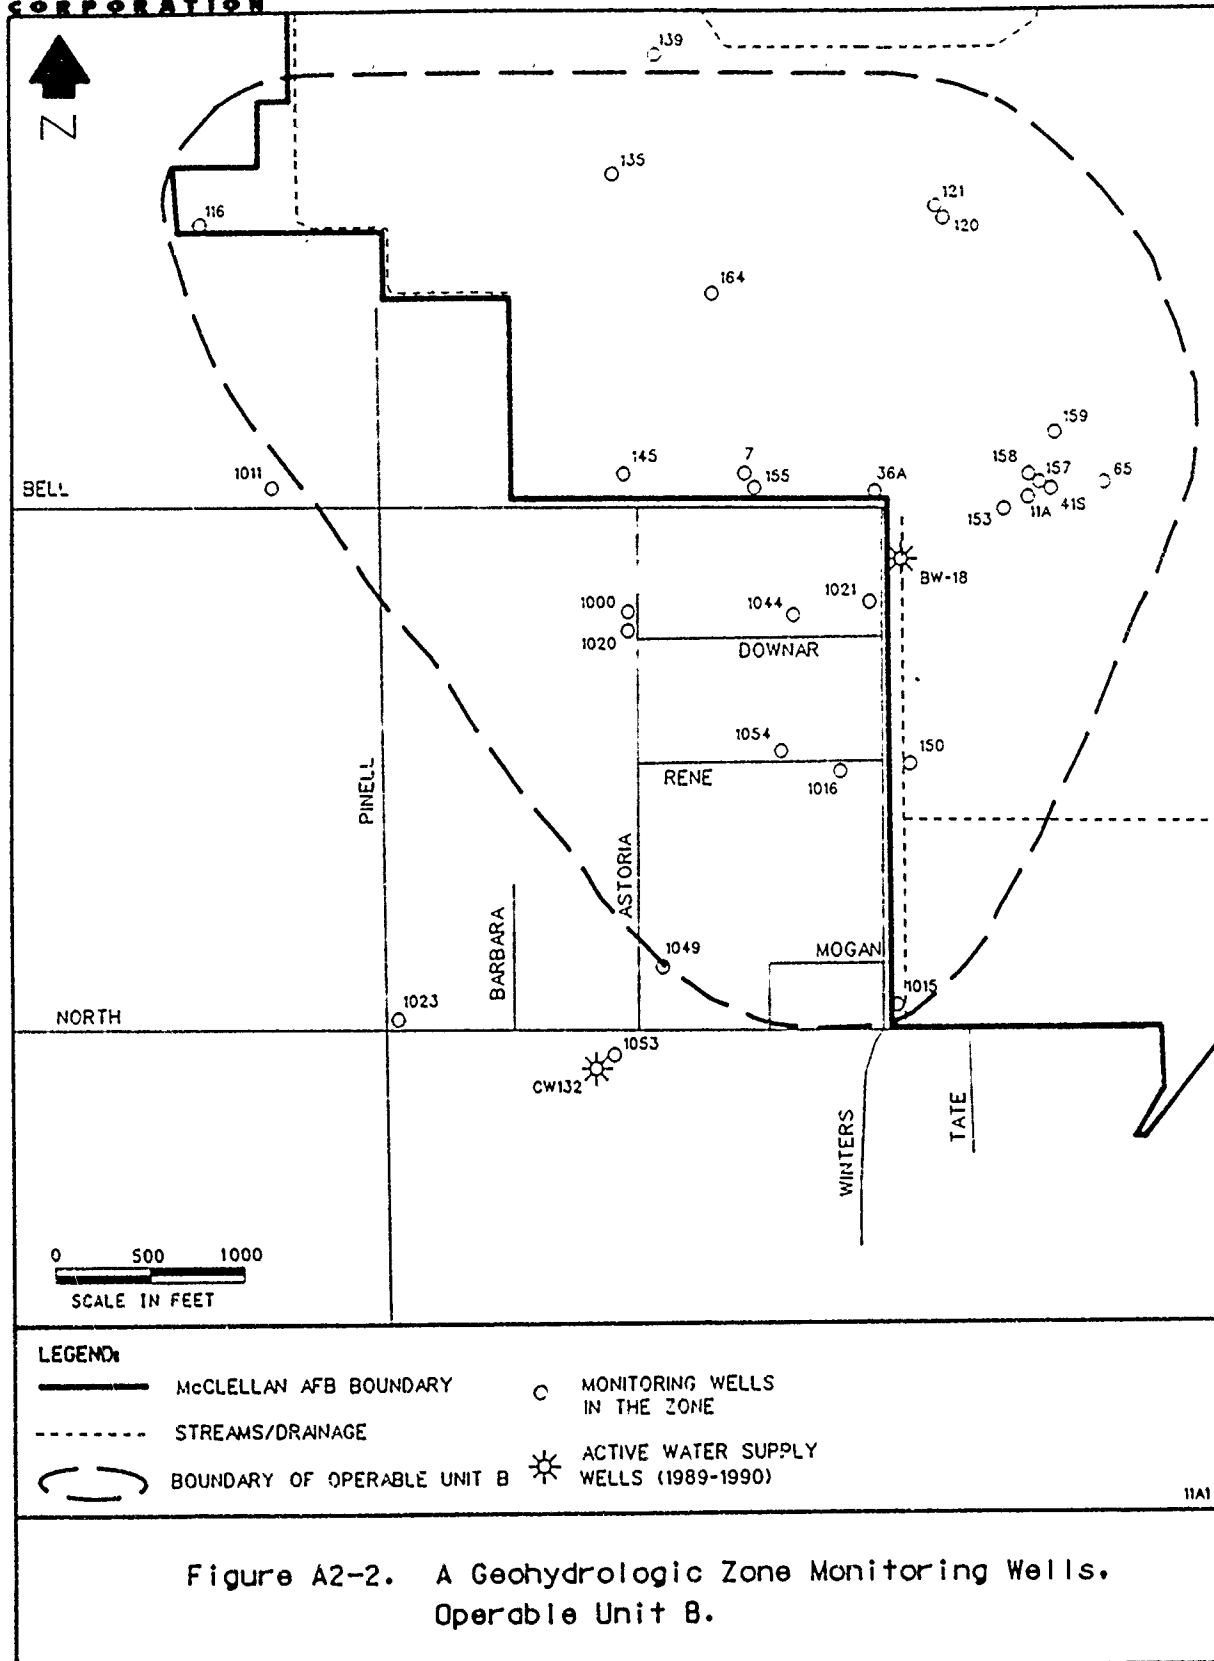 CORPORATION
N
139
135
121
120
116
164
159
145
7
158
157
65
1011
155
36A
BELL
153
11A
41S
BW-18
1021
1000
1044
1020
DOWNAR
1054
150
RENE
1016
PINELL
ASTORIA
BARBARA
MOGAN
1049
1015
1023
NORTH
1053
CW132
WINTERS
TATE
0 500 1000
SCALE IN FEET
LEGEND:
McCLELLAN AFB BOUNDARY
STREAMS/DRAINAGE
BOUNDARY OF OPERABLE UNIT B
MONITORING WELLS
IN THE ZONE
ACTIVE WATER SUPPLY
WELLS (1989-1990)
11A1
Figure A2-2. A Geohydrologic Zone Monitoring Wells.
Operable Unit B.